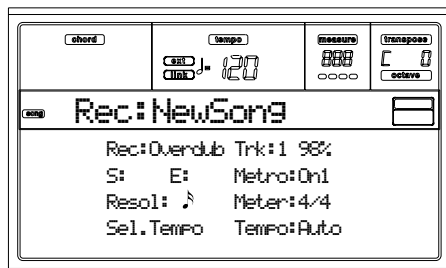 chord tempo measure transpose
ext link ♩= 120 888 C 0
octave
song Rec:NewSong
Rec:Overdub Trk:1 98%
S: E: Metro:On1
Resol: ♪ Meter:4/4
Sel.Tempo Tempo:Auto